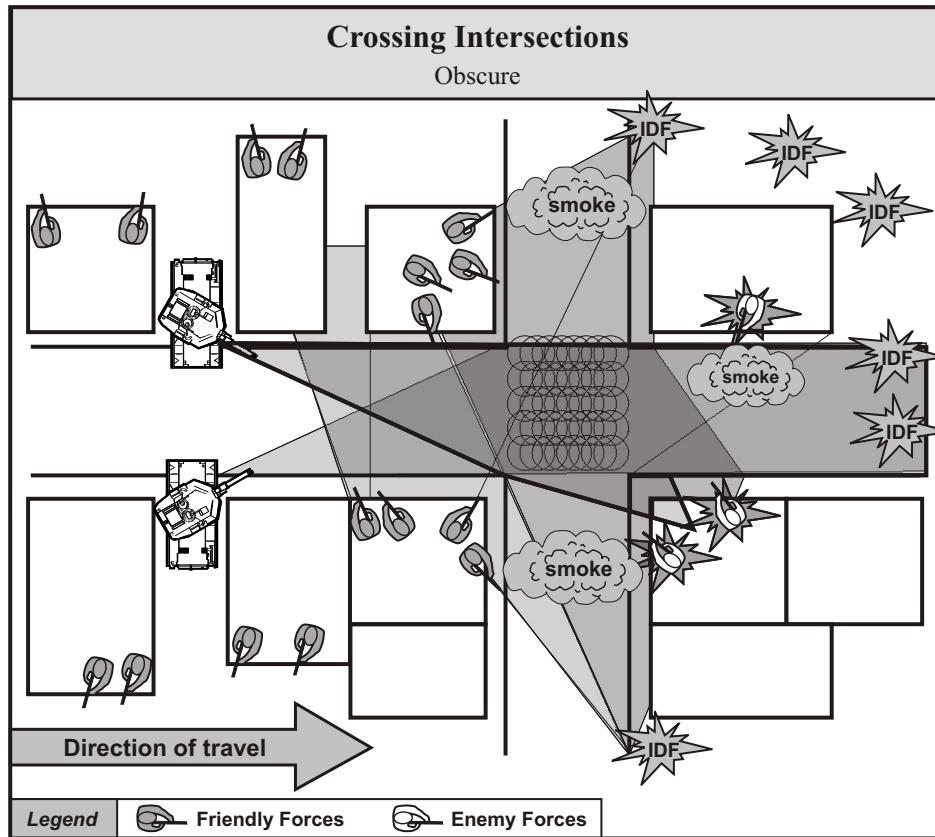 Crossing Intersections
Obscure
IDF
IDF
smoke
IDF
IDF
smoke
IDF
smoke
IDF
Direction of travel
Legend Friendly Forces Enemy Forces